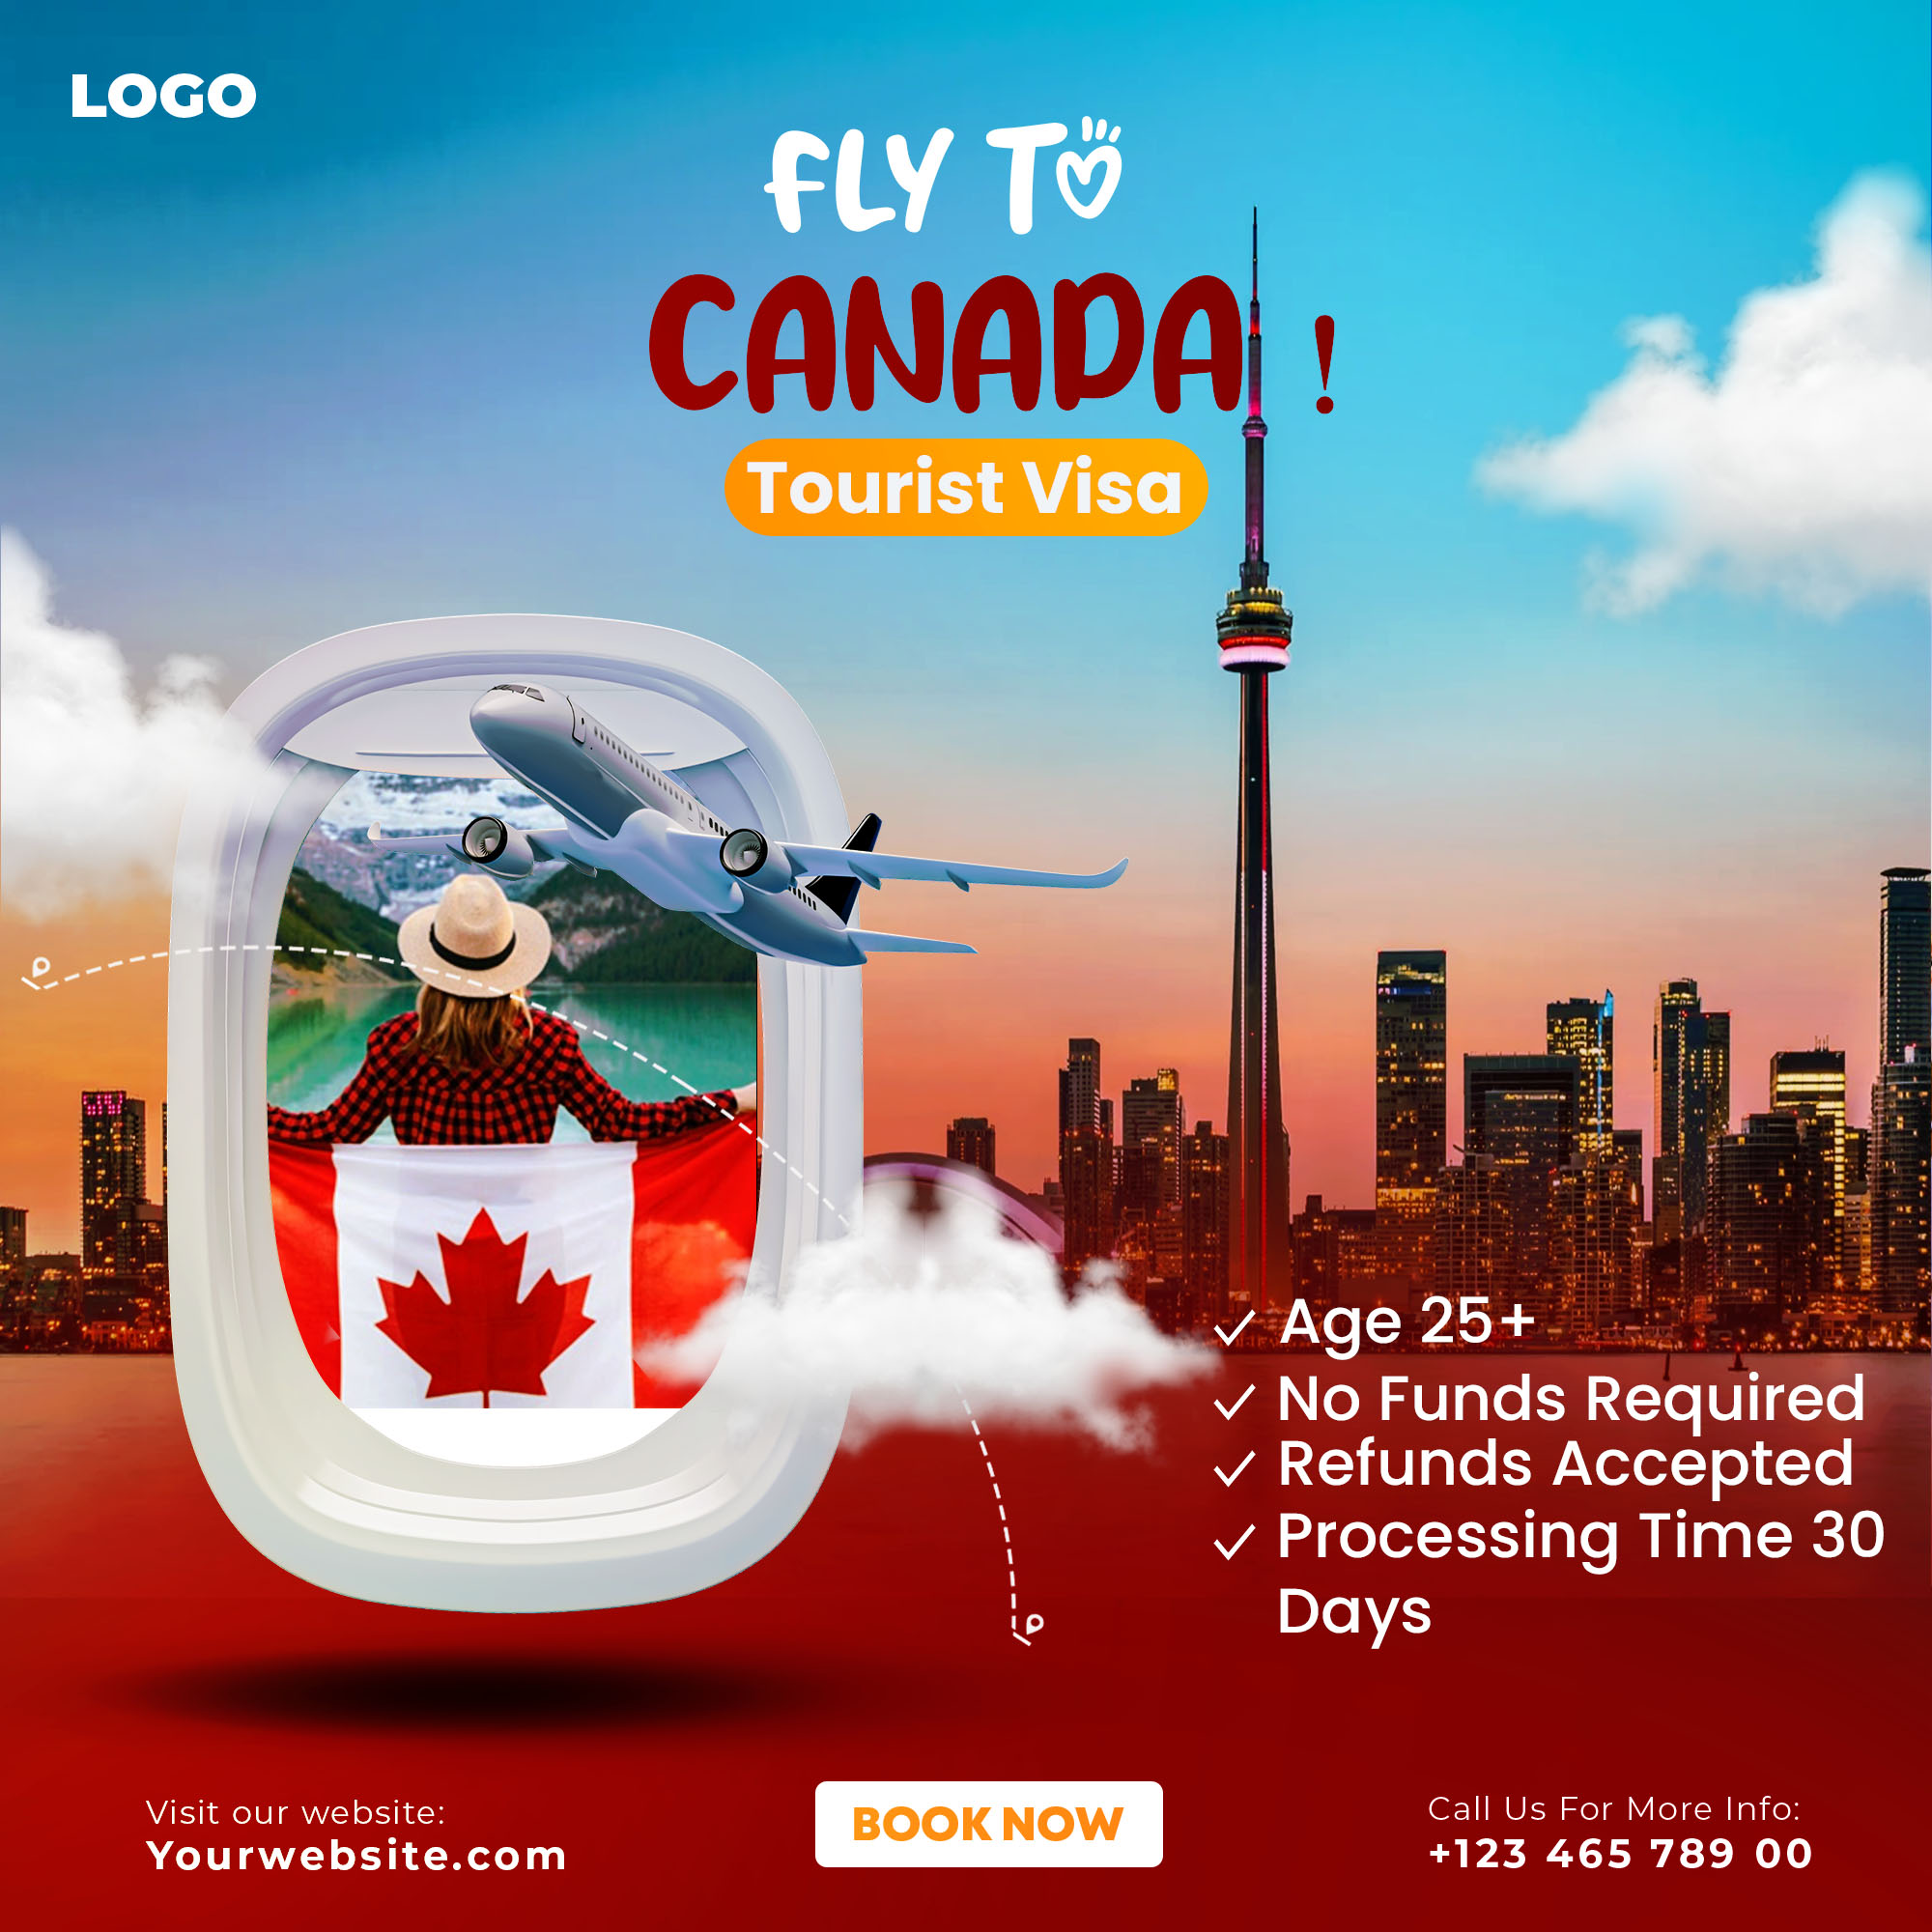 LOGO
FLY TO
CANADA !
Tourist Visa
Age 25+
No Funds Required
Refunds Accepted
Processing Time 30
Days
Visit our website:
Yourwebsite.com
BOOK NOW
Call Us For More Info:
+123 465 789 00